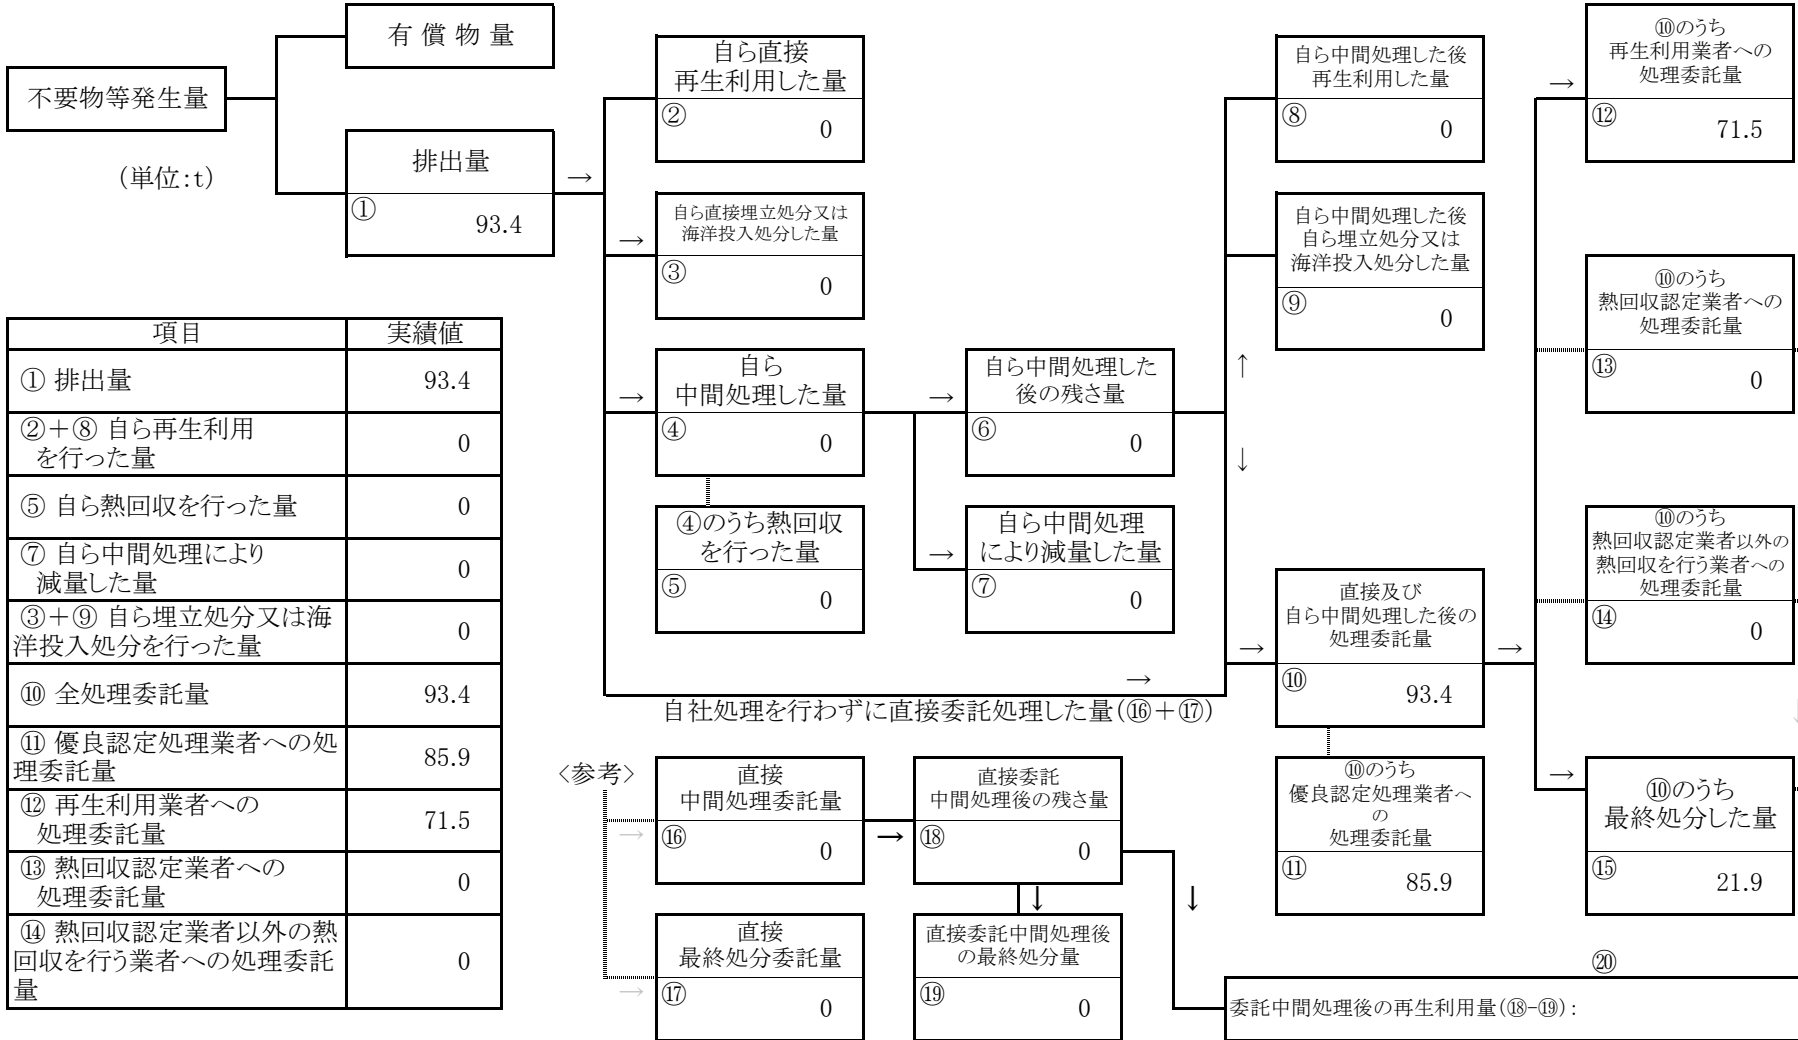 有 償 物 量
不要物等発生量
(単位:t)
排出量
①
93.4
→
自ら直接
再生利用した量
②
0
→
自ら直接埋立処分又は
海洋投入処分した量
③
0
→
自ら
中間処理した量
④
0
④のうち熱回収
を行った量
⑤
0
→
自ら中間処理した
後の残さ量
⑥
0
→
自ら中間処理
により減量した量
⑦
0
自ら中間処理した後
再生利用した量
⑧
0
自ら中間処理した後
自ら埋立処分又は
海洋投入処分した量
⑨
0
↑
↓
→
自社処理を行わずに直接委託処理した量(⑯+⑰)
→
直接及び
自ら中間処理した後の
処理委託量
⑩
93.4
→
⑩のうち
優良認定処理業者へ
の
処理委託量
⑪
85.9
→
⑩のうち
再生利用業者への
処理委託量
⑫
71.5
⑩のうち
熱回収認定業者への
処理委託量
⑬
0
⑩のうち
熱回収認定業者以外の
熱回収を行う業者への
処理委託量
⑭
0
→
⑩のうち
最終処分した量
⑮
21.9
項目 実績値
① 排出量 93.4
②+⑧ 自ら再生利用
を行った量
0
⑤ 自ら熱回収を行った量 0
⑦ 自ら中間処理により
減量した量
0
③+⑨ 自ら埋立処分又は海
洋投入処分を行った量
0
⑩ 全処理委託量 93.4
⑪ 優良認定処理業者への処
理委託量
85.9
⑫ 再生利用業者への
処理委託量
71.5
⑬ 熱回収認定業者への
処理委託量
0
⑭ 熱回収認定業者以外の熱
回収を行う業者への処理委託
量
0
<参考>
→
直接
中間処理委託量
⑯
0
→
直接委託
中間処理後の残さ量
⑱
0
↓
↓
→
直接
最終処分委託量
⑰
0
直接委託中間処理後
の最終処分量
⑲
0
⑳
委託中間処理後の再生利用量(⑱-⑲):